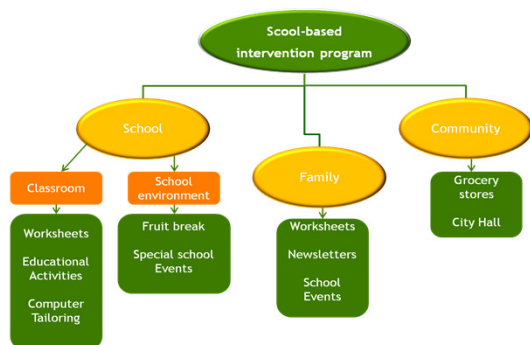 Scool-based
intervention program
School
Community
Family
Classroom
School
environment
Worksheets
Educational
Activities
Computer
Tailoring
Fruit break
Special school
Events
Worksheets
Newsletters
School
Events
Grocery
stores
City Hall